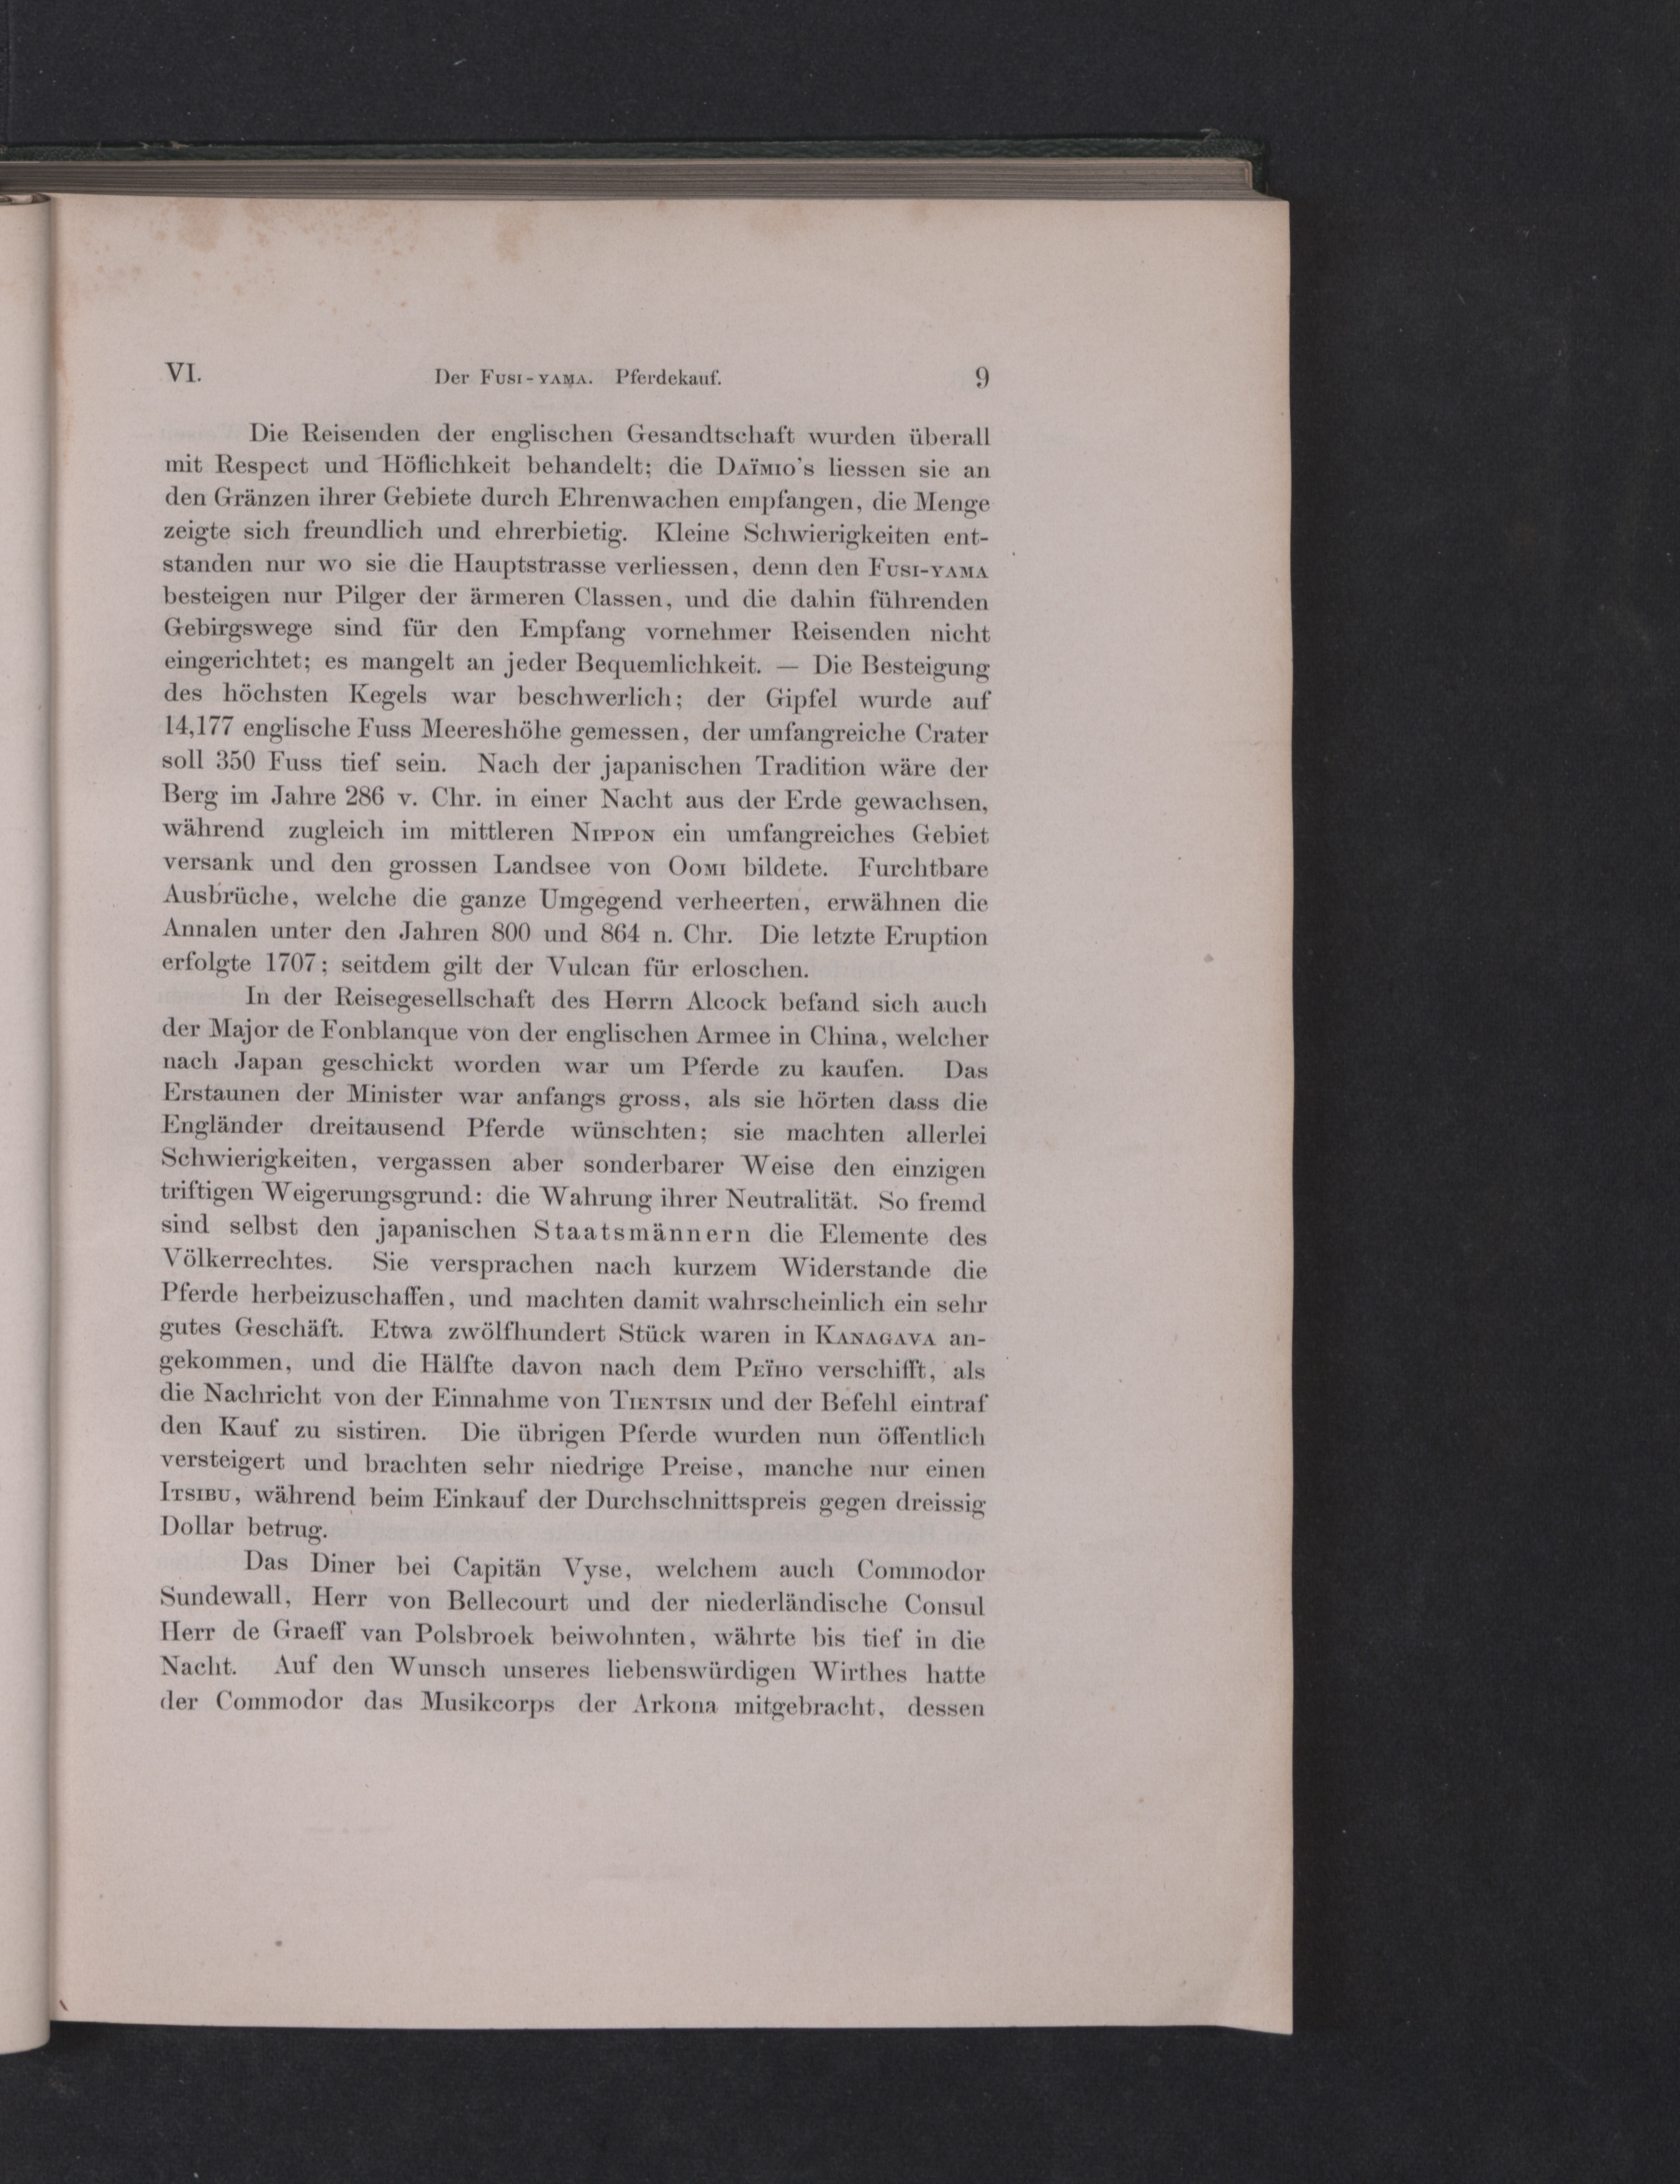 VI. Der Fusi-yama. Pferdekauf. 9
Die Reisenden der englischen Gesandtschaft wurden überall
mit Respect und Höflichkeit behandelt; die Daïmio's liessen sie an
den Gränzen ihrer Gebiete durch Ehrenwachen empfangen, die Menge
zeigte sich freundlich und ehrerbietig. Kleine Schwierigkeiten ent-
standen nur wo sie die Hauptstrasse verliessen, denn den Fusi-yama
besteigen nur Pilger der ärmeren Classen, und die dahin führenden
Gebirgswege sind für den Empfang vornehmer Reisenden nicht
eingerichtet; es mangelt an jeder Bequemlichkeit. — Die Besteigung
des höchsten Kegels war beschwerlich; der Gipfel wurde auf
14,177 englische Fuss Meereshöhe gemessen, der umfangreiche Crater
soll 350 Fuss tief sein. Nach der japanischen Tradition wäre der
Berg im Jahre 286 v. Chr. in einer Nacht aus der Erde gewachsen,
während zugleich im mittleren Nippon ein umfangreiches Gebiet
versank und den grossen Landsee von Oomi bildete. Furchtbare
Ausbrüche, welche die ganze Umgegend verheerten, erwähnen die
Annalen unter den Jahren 800 und 864 n. Chr. Die letzte Eruption
erfolgte 1707; seitdem gilt der Vulcan für erloschen.
In der Reisegesellschaft des Herrn Alcock befand sich auch
der Major de Fonblanque von der englischen Armee in China, welcher
nach Japan geschickt worden war um Pferde zu kaufen. Das
Erstaunen der Minister war anfangs gross, als sie hörten dass die
Engländer dreitausend Pferde wünschten; sie machten allerlei
Schwierigkeiten, vergassen aber sonderbarer Weise den einzigen
triftigen Weigerungsgrund: die Wahrung ihrer Neutralität. So fremd
sind selbst den japanischen Staatsmännern die Elemente des
Völkerrechtes. Sie versprachen nach kurzem Widerstande die
Pferde herbeizuschaffen, und machten damit wahrscheinlich ein sehr
gutes Geschäft. Etwa zwölfhundert Stück waren in Kanagava an-
gekommen, und die Hälfte davon nach dem Peïho verschifft, als
die Nachricht von der Einnahme von Tientsin und der Befehl eintraf
den Kauf zu sistiren. Die übrigen Pferde wurden nun öffentlich
versteigert und brachten sehr niedrige Preise, manche nur einen
Itsibu, während beim Einkauf der Durchschnittspreis gegen dreissig
Dollar betrug.
Das Diner bei Capitän Vyse, welchem auch Commodor
Sundewall, Herr von Bellecourt und der niederländische Consul
Herr de Graeff van Polsbroek beiwohnten, währte bis tief in die
Nacht. Auf den Wunsch unseres liebenswürdigen Wirthes hatte
der Commodor das Musikcorps der Arkona mitgebracht, dessen